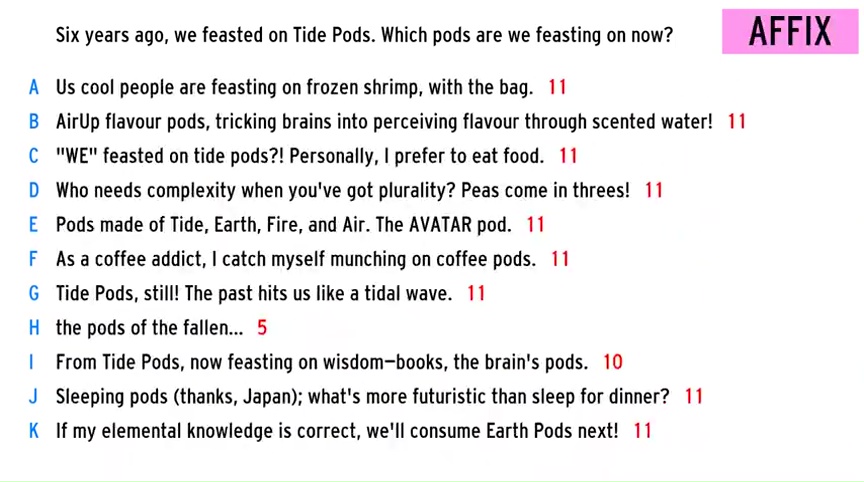 Six years ago, we feasted on Tide Pods. Which pods are we feasting on now?
AFFIX
A Us cool people are feasting on frozen shrimp, with the bag. 11
B AirUp flavour pods, tricking brains into perceiving flavour through scented water! 11
C "WE" feasted on tide pods?! Personally, I prefer to eat food. 11
D Who needs complexity when you've got plurality? Peas come in threes! 11
E Pods made of Tide, Earth, Fire, and Air. The AVATAR pod. 11
F As a coffee addict, I catch myself munching on coffee pods. 11
G Tide Pods, still! The past hits us like a tidal wave. 11
H the pods of the fallen... 5
I From Tide Pods, now feasting on wisdom—books, the brain's pods. 10
J Sleeping pods (thanks, Japan); what's more futuristic than sleep for dinner? 11
K If my elemental knowledge is correct, we'll consume Earth Pods next! 11